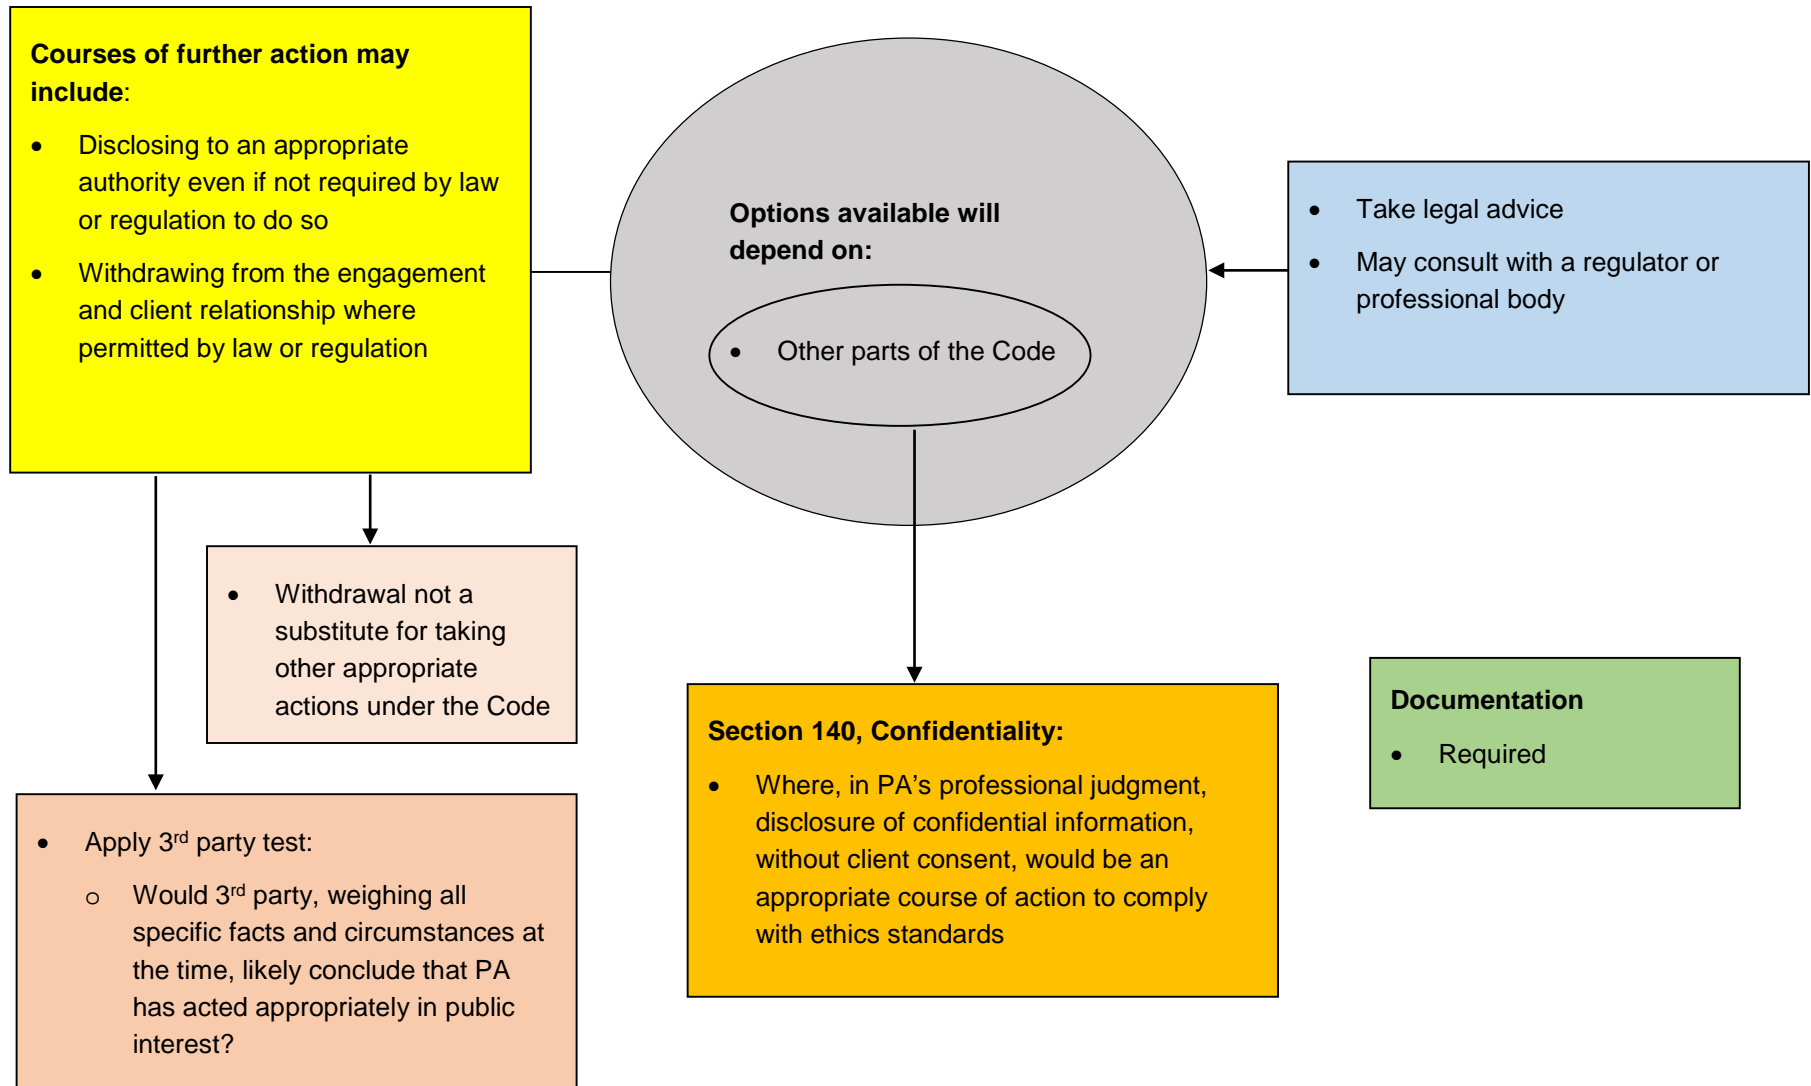 Courses of further action may
include:
• Disclosing to an appropriate
authority even if not required by law
or regulation to do so
• Withdrawing from the engagement
and client relationship where
permitted by law or regulation
Options available will
depend on:
• Other parts of the Code
• Take legal advice
• May consult with a regulator or
professional body
• Withdrawal not a
substitute for taking
other appropriate
actions under the Code
• Apply 3rd party test:
o Would 3rd party, weighing all
specific facts and circumstances at
the time, likely conclude that PA
has acted appropriately in public
interest?
Section 140, Confidentiality:
• Where, in PA’s professional judgment,
disclosure of confidential information,
without client consent, would be an
appropriate course of action to comply
with ethics standards
Documentation
• Required